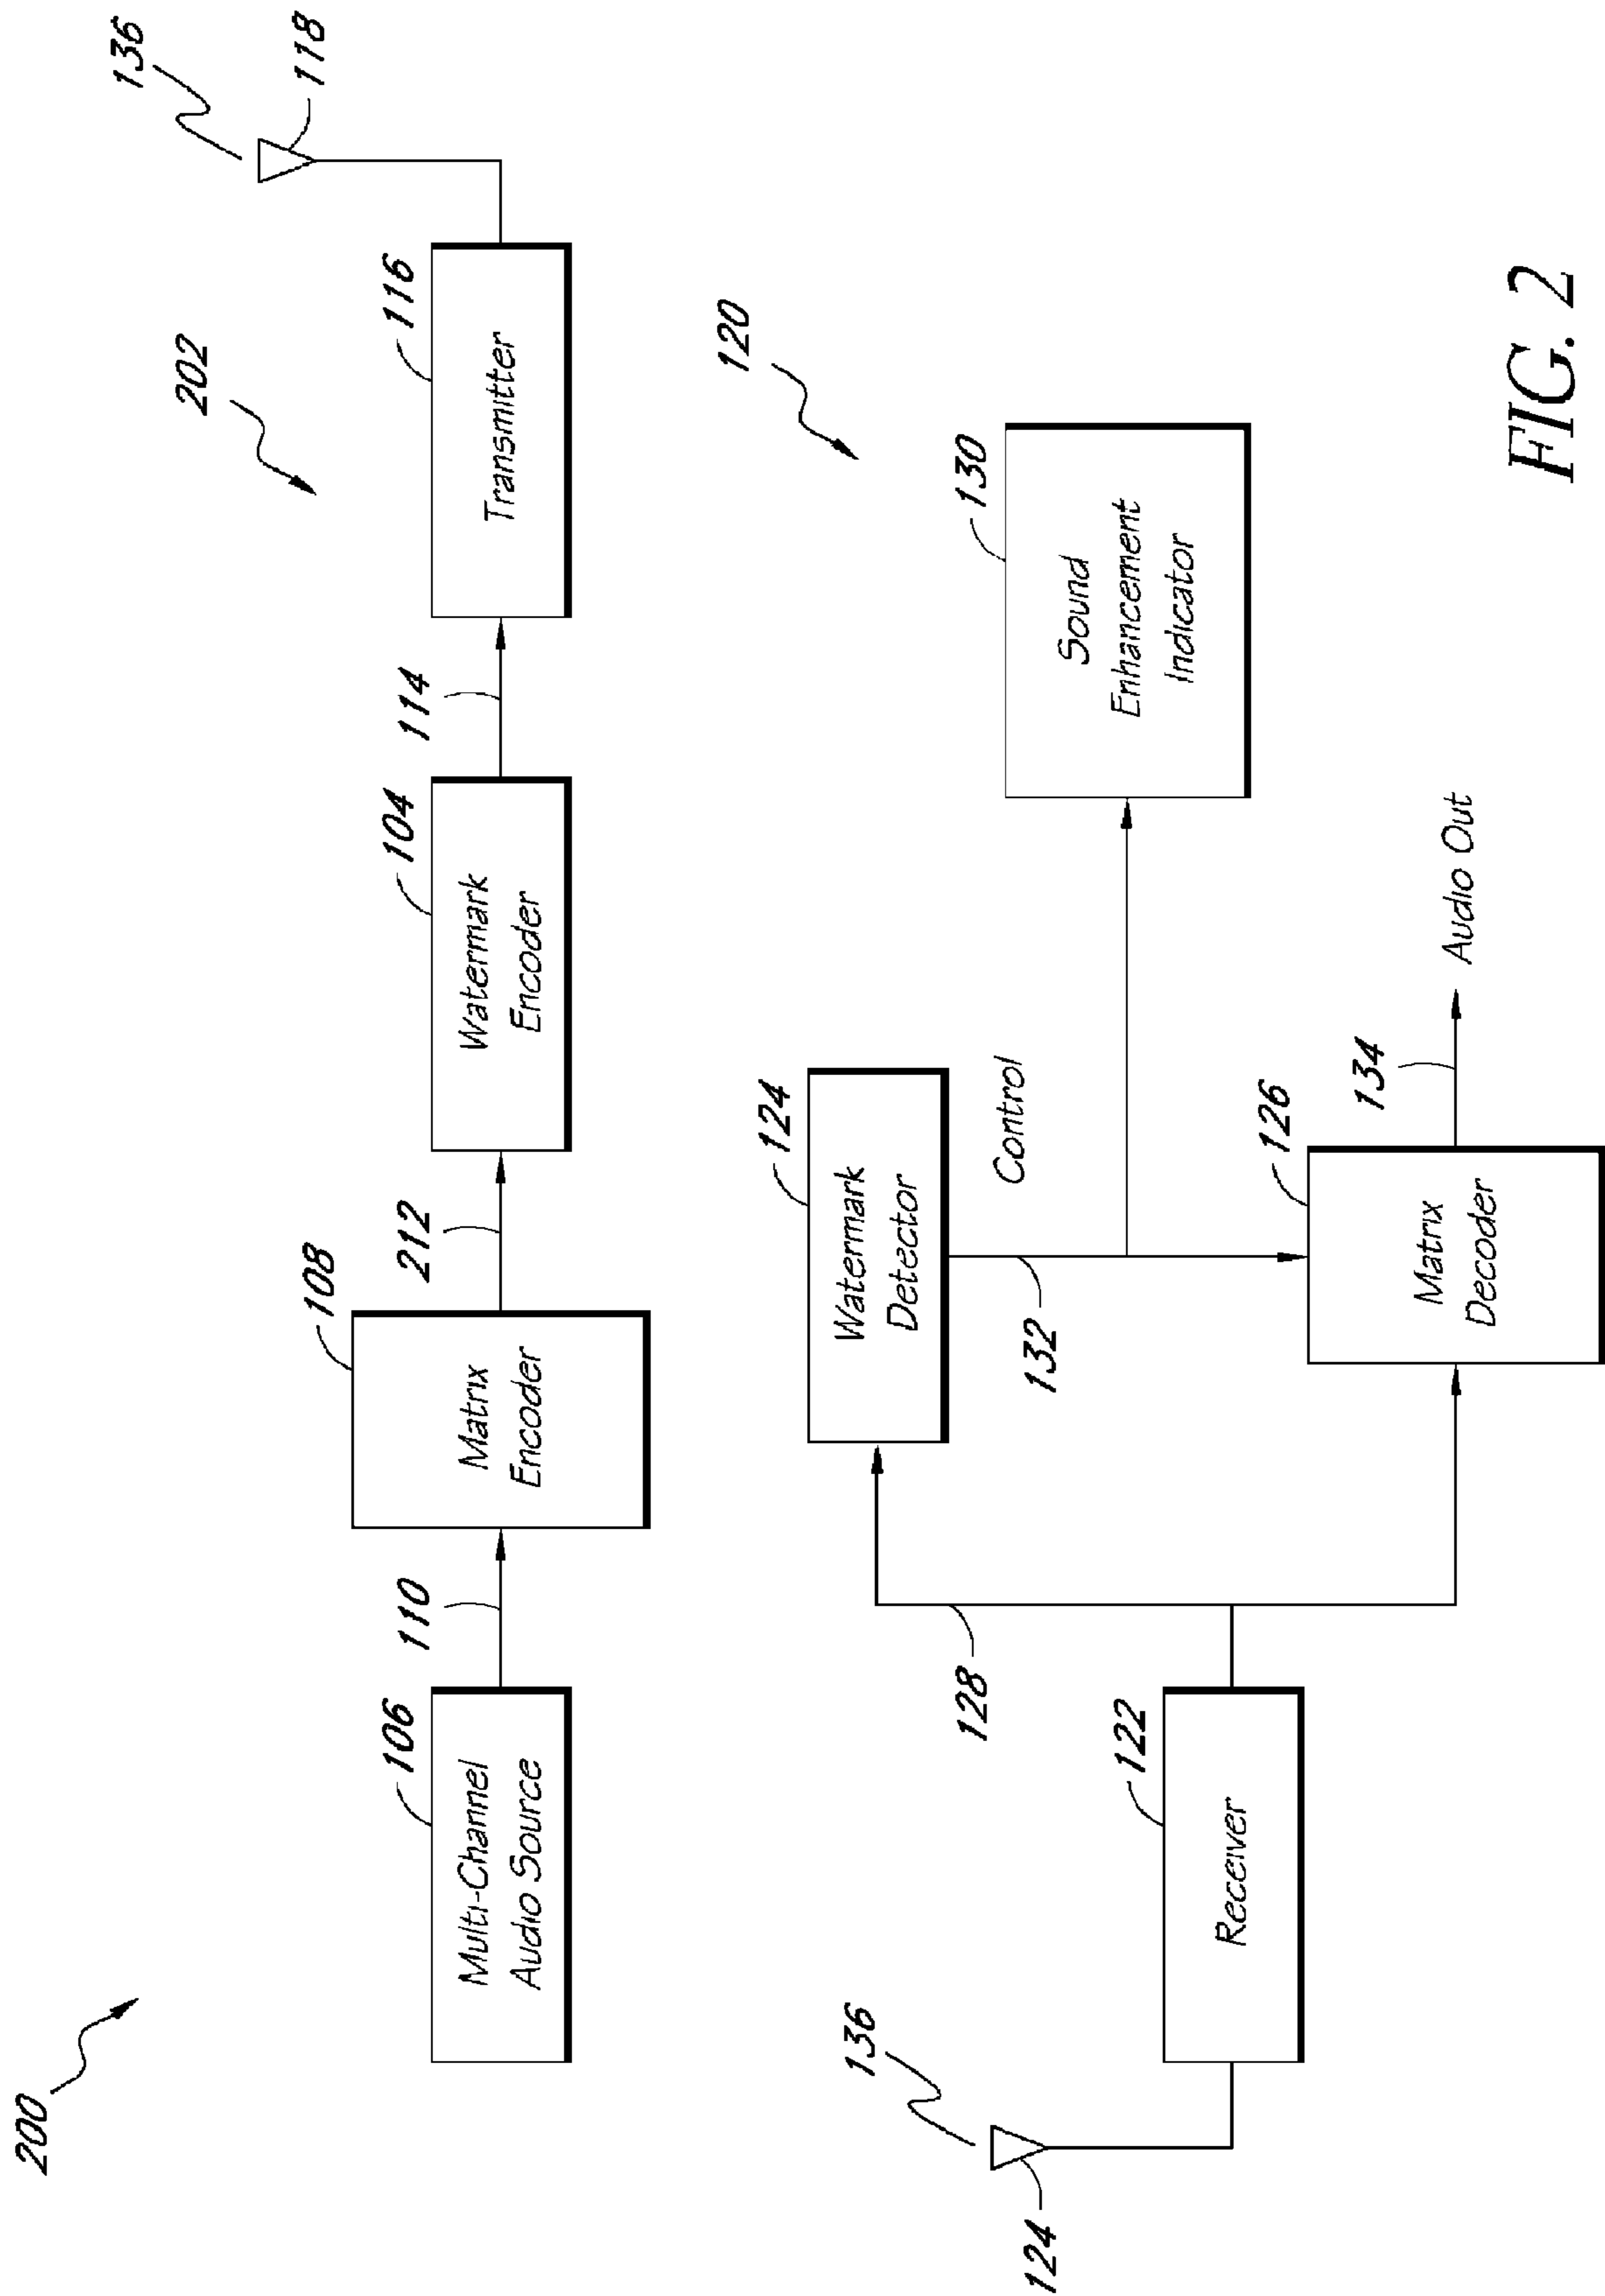 200
202
136
118
106
Multi-Channel
Audio Source
110
108
Matrix
Encoder
212
104
Watermark
Encoder
114
116
Transmitter
120
136
124
122
Receiver
128
124
Watermark
Detector
132
Control
130
Sound
Enhancement
Indicator
126
Matrix
Decoder
134
Audio Out
FIG. 2